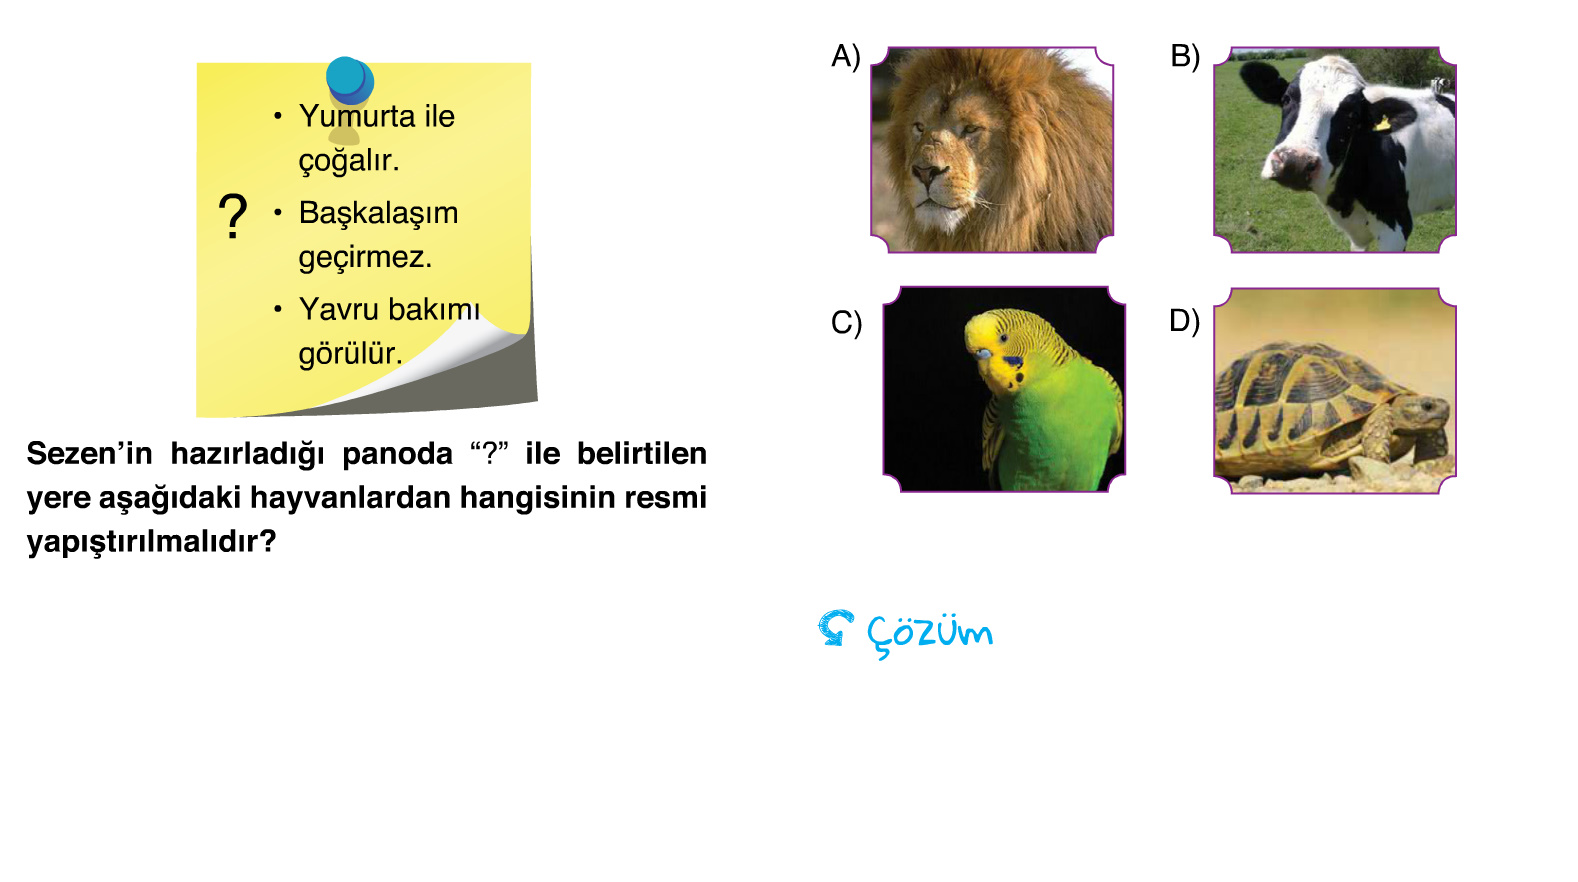 • Yumurta ile
çoğalır.
? • Başkalaşım
geçirmez.
• Yavru bakımı
görülür.
Sezen’in hazırladığı panoda “?” ile belirtilen
yere aşağıdaki hayvanlardan hangisinin resmi
yapıştırılmalıdır?
A)
B)
C)
D)
Çözüm